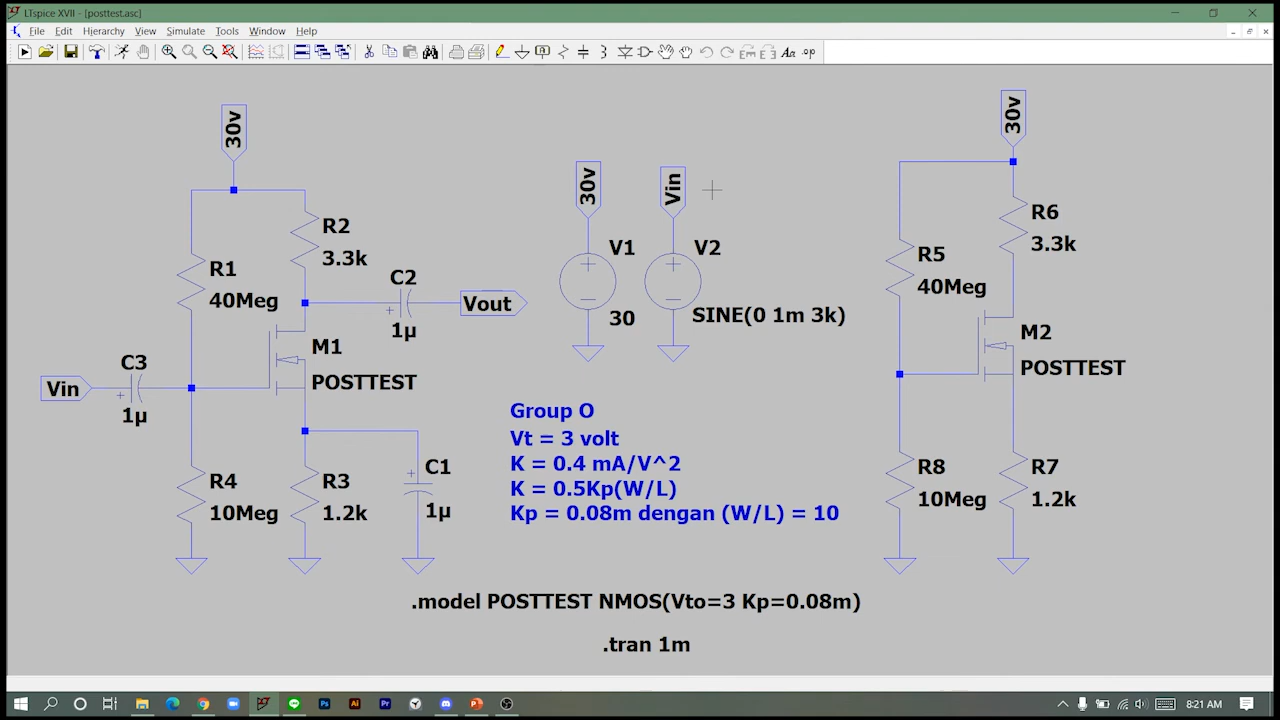 LTspice XVII - [posttest.asc]
File Edit Hierarchy View Simulate Tools Window Help
30v
R2
3.3k
R1
40Meg
C2
1µ
Vout
M1
POSTTEST
C3
1µ
Vin
R4
10Meg
R3
1.2k
C1
1µ
30v
V1
30
Vin
V2
SINE(0 1m 3k)
Group O
Vt = 3 volt
K = 0.4 mA/V^2
K = 0.5Kp(W/L)
Kp = 0.08m dengan (W/L) = 10
30v
R6
3.3k
R5
40Meg
M2
POSTTEST
R8
10Meg
R7
1.2k
.model POSTTEST NMOS(Vto=3 Kp=0.08m)
.tran 1m
8:21 AM